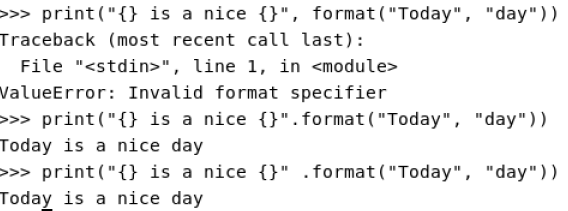 >>> print("{} is a nice {}", format("Today", "day"))
Traceback (most recent call last):
  File "<stdin>", line 1, in <module>
ValueError: Invalid format specifier
>>> print("{} is a nice {}".format("Today", "day"))
Today is a nice day
>>> print("{} is a nice {}" .format("Today", "day"))
Today is a nice day